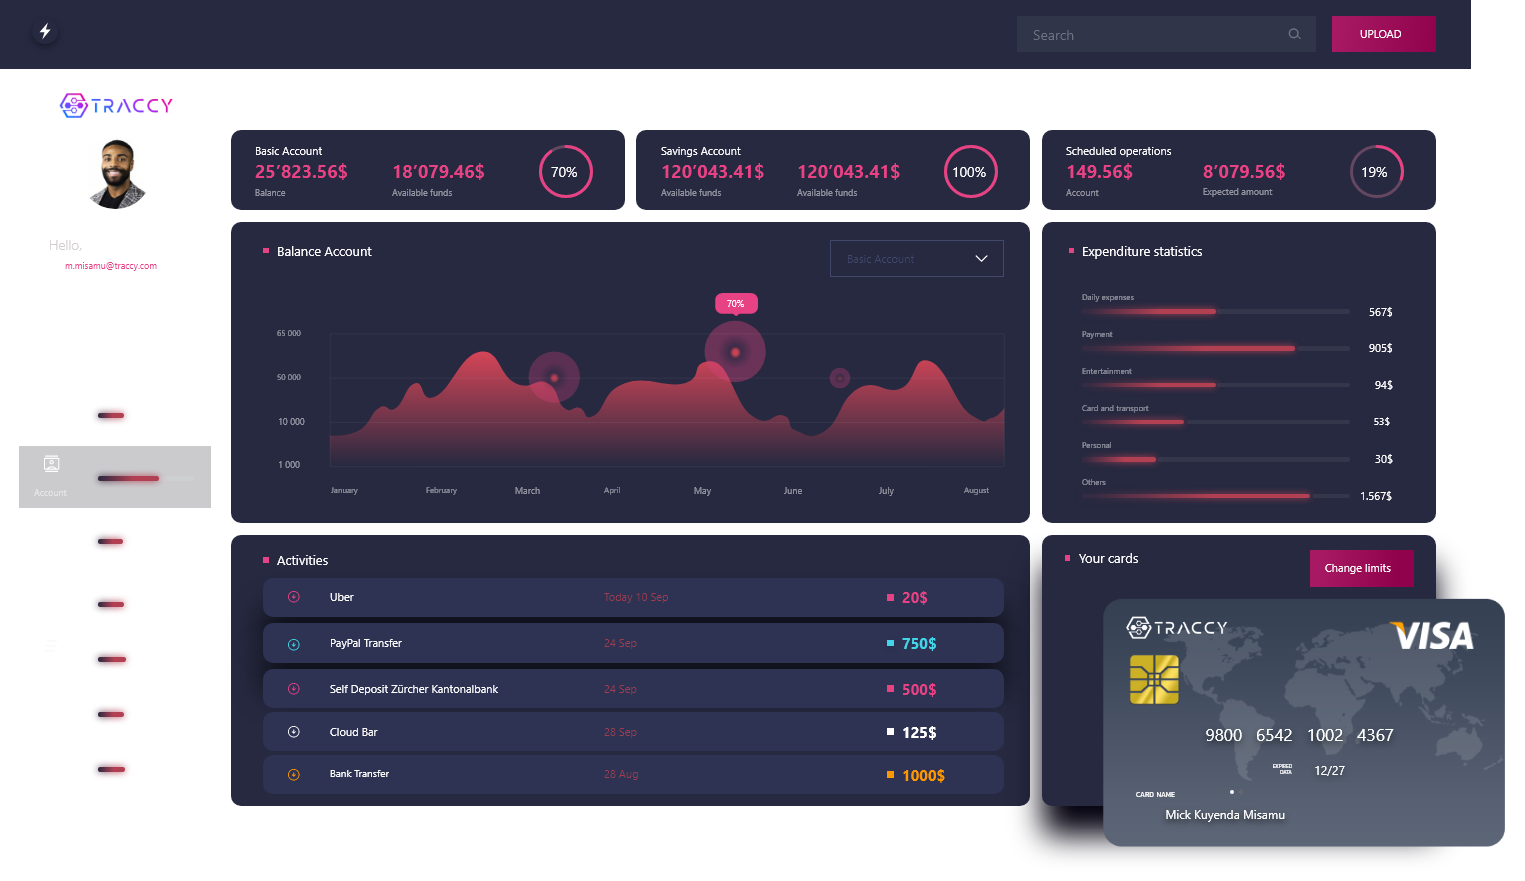 Search
UPLOAD
TRACCY
Hello,
m.misamu@traccy.com
Account
Basic Account
25’823.56$
18’079.46$
70%
Balance
Available funds
Savings Account
120’043.41$
120’043.41$
100%
Available funds
Available funds
Scheduled operations
149.56$
8’079.56$
19%
Account
Expected amount
Balance Account
Basic Account
70%
65 000
50 000
10 000
1 000
January
February
March
April
May
June
July
August
Expenditure statistics
Daily expenses
567$
Payment
905$
Entertainment
94$
Card and transport
53$
Personal
30$
Others
1.567$
Activities
Uber
Today 10 Sep
20$
PayPal Transfer
24 Sep
750$
Self Deposit Zürcher Kantonalbank
24 Sep
500$
Cloud Bar
28 Sep
125$
Bank Transfer
28 Aug
1000$
Your cards
Change limits
TRACCY
VISA
9800 6542 1002 4367
EXPIRED
DATA
12/27
CARD NAME
Mick Kuyenda Misamu